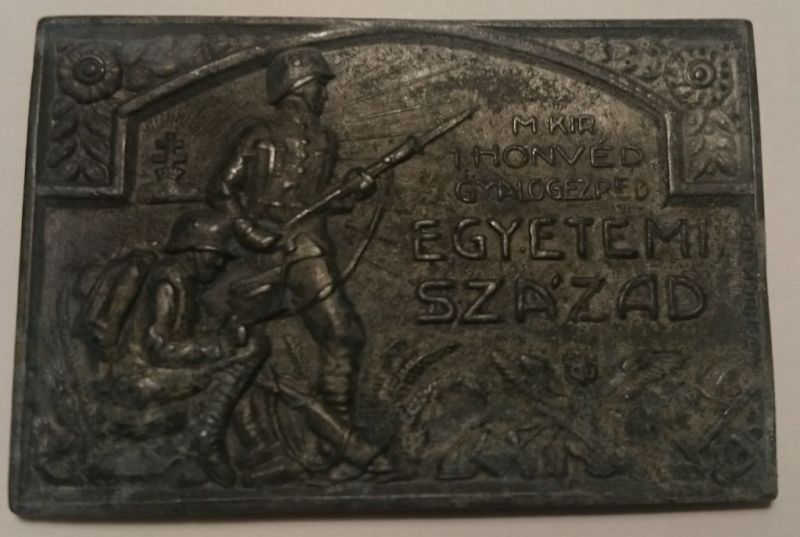 M. KIR.
1. HONVÉD
GYALOGEZRED
EGYETEMI
SZÁZAD